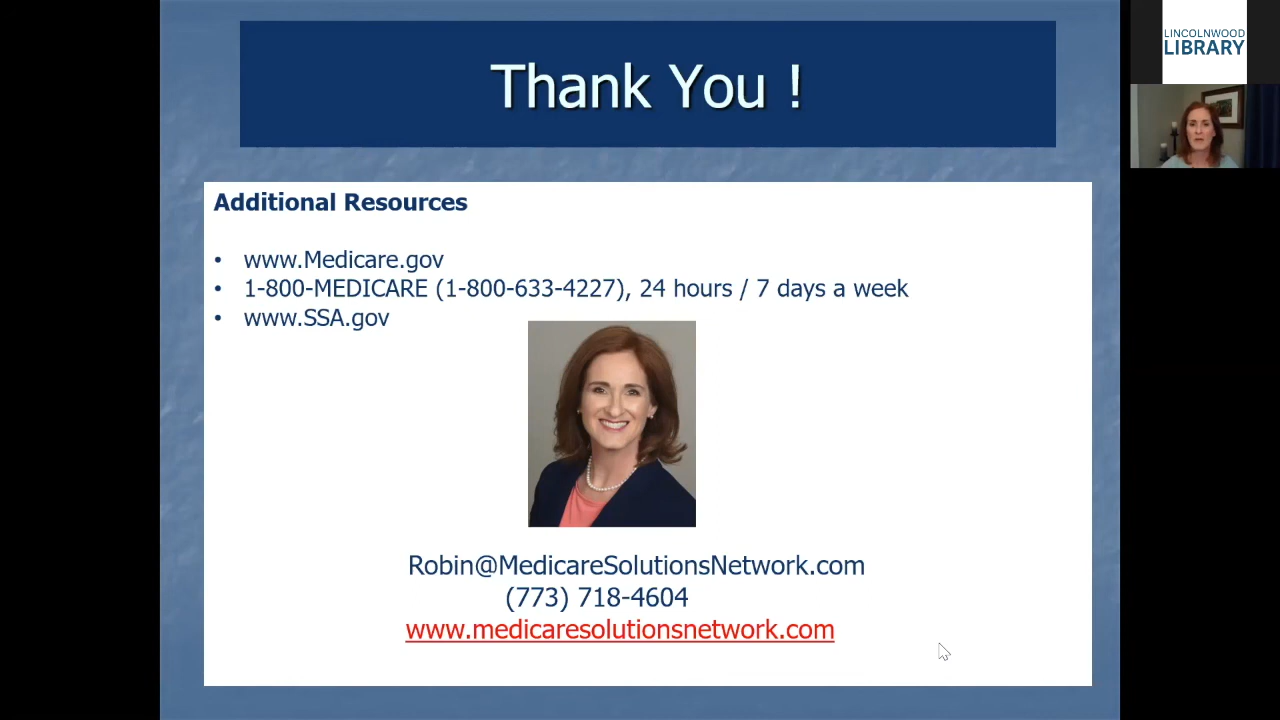 Thank You !
LINCOLNWOOD
LIBRARY
Additional Resources
• www.Medicare.gov
• 1-800-MEDICARE (1-800-633-4227), 24 hours / 7 days a week
• www.SSA.gov
Robin@MedicareSolutionsNetwork.com
(773) 718-4604
www.medicaresolutionsnetwork.com